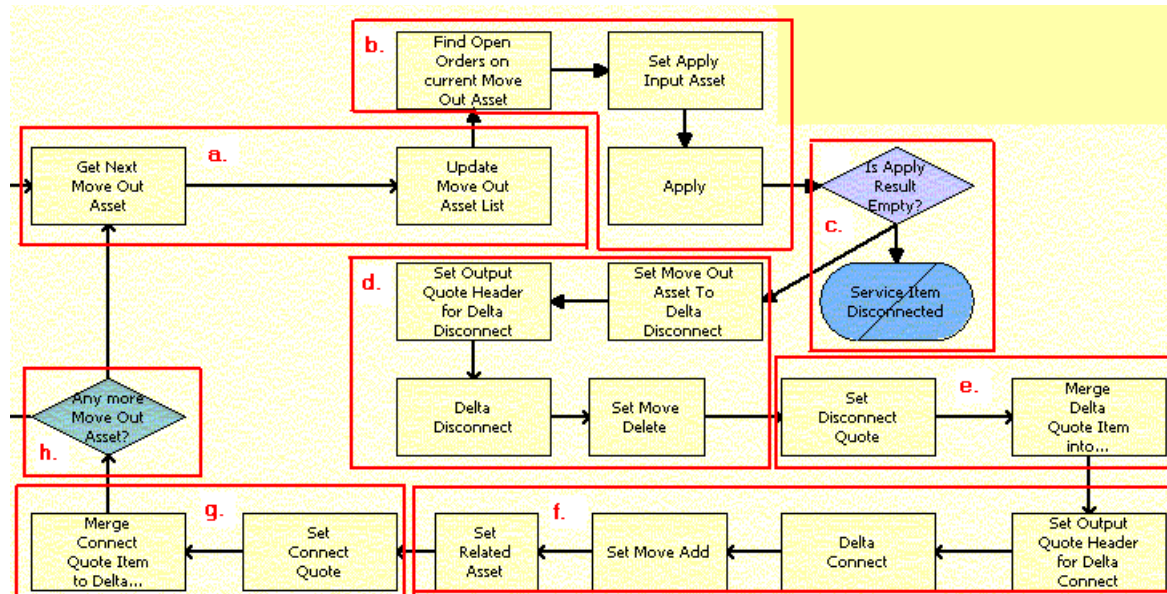 b.
Find Open
Orders on
current Move
Out Asset
Set Apply
Input Asset
a.
Get Next
Move Out
Asset
Update
Move Out
Asset List
Apply
Is Apply
Result
Empty?
c.
Service Item
Disconnected
d.
Set Output
Quote Header
for Delta
Disconnect
Set Move Out
Asset To
Delta
Disconnect
Delta
Disconnect
Set Move
Delete
e.
Set
Disconnect
Quote
Merge
Delta
Quote Item
into...
Any more
Move Out
Asset?
h.
g.
Merge
Connect
Quote Item
to Delta...
Set
Connect
Quote
f.
Set
Related
Asset
Set Move Add
Delta
Connect
Set Output
Quote Header
for Delta
Connect